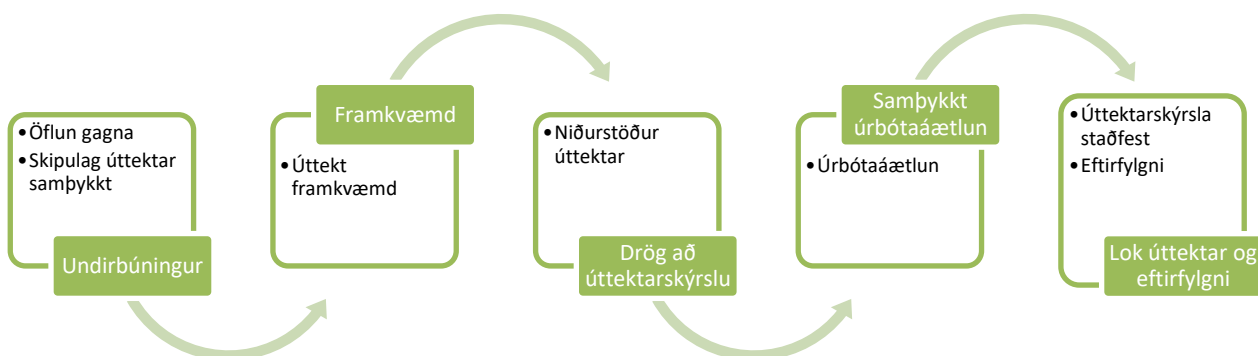 • Öflun gagna
• Skipulag úttektar
samþykkt
Undirbúningur
Framkvæmd
• Úttekt
framkvæmd
• Niðurstöður
úttektar
Drög að
úttektarskýrslu
Samþykkt
úrbótaáætlun
• Úrbótaáætlun
• Úttektarskýrsla
staðfest
• Eftirfylgni
Lok úttektar og
eftirfylgni